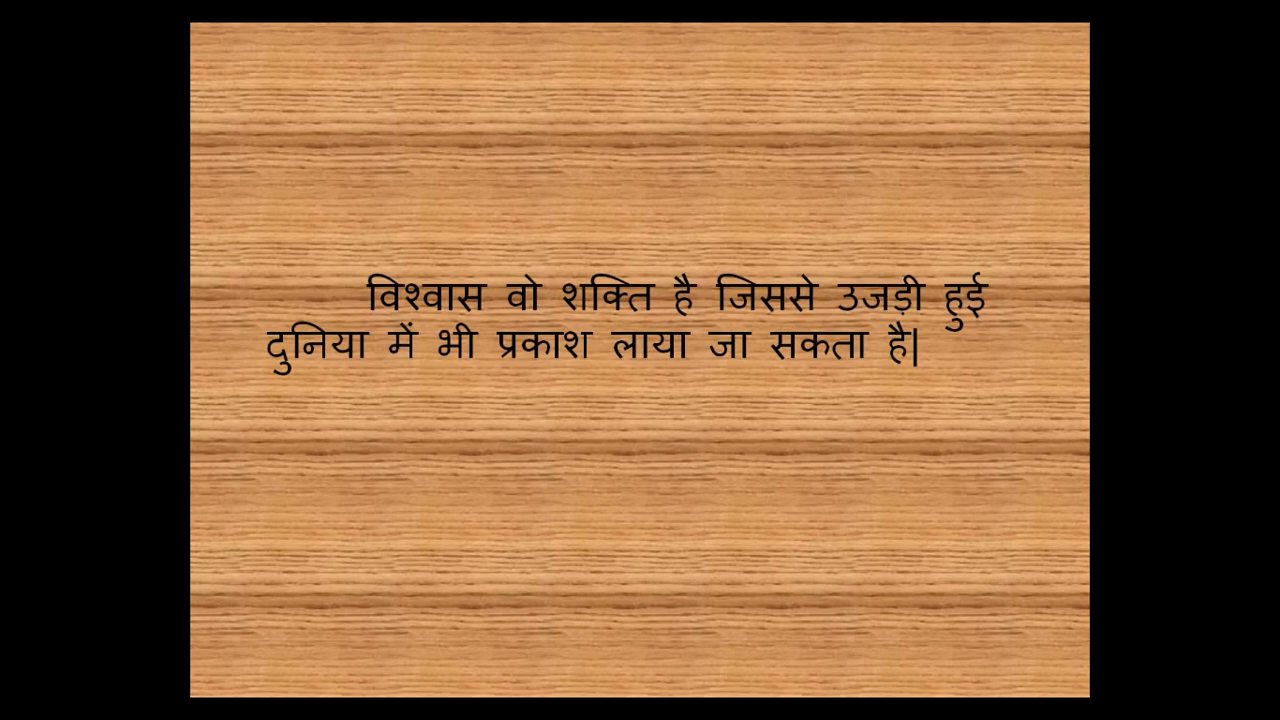 विश्वास वो शक्ति है जिससे उजड़ी हुई
दुनिया में भी प्रकाश लाया जा सकता है|